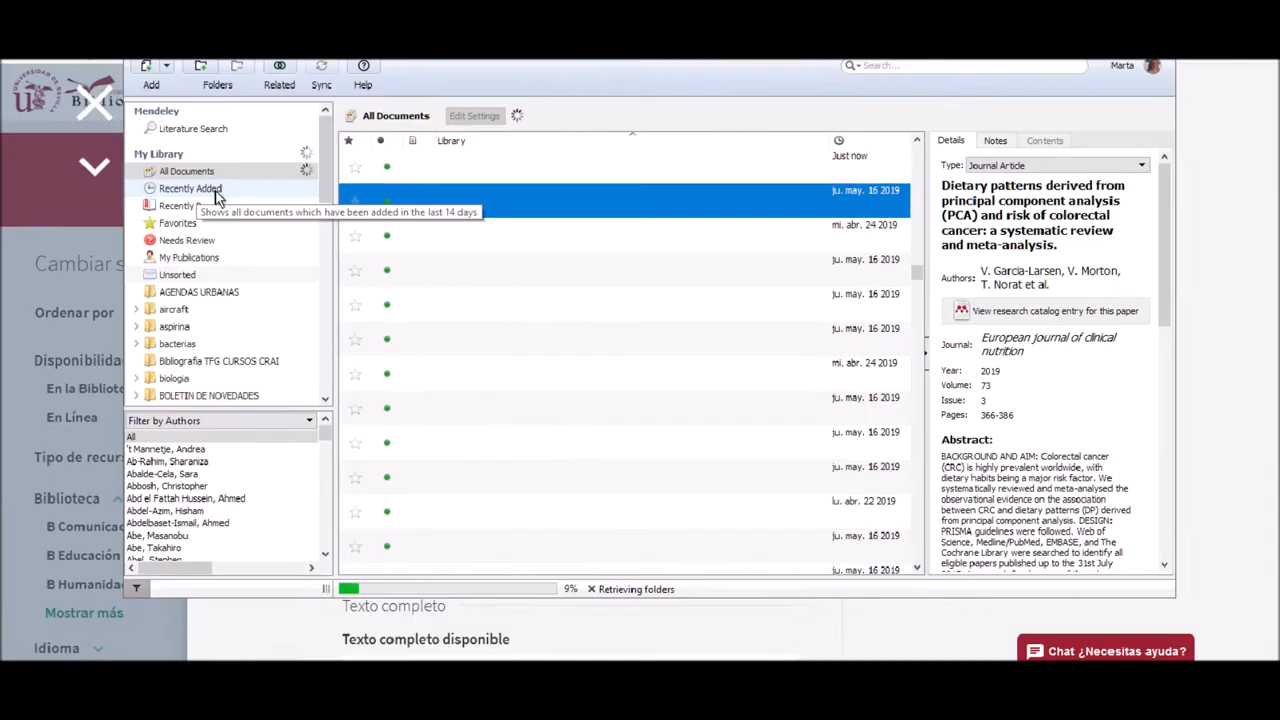 UNIVERSIDAD DE SEVILLA
Marta
Search...
Add
Folders
Related
Sync
Help
Mendeley
Literature Search
My Library
All Documents
Recently Added
Recently
Shows all documents which have been added in the last 14 days
Favorites
Needs Review
My Publications
Unsorted
AGENDAS URBANAS
aircraft
aspirina
bacterias
Bibliografia TFG CURSOS CRAI
biologia
BOLETIN DE NOVEDADES
Filter by Authors
All
't Mannetje, Andrea
Ab-Rahim, Sharaniza
Abalde-Cela, Sara
Abbosh, Christopher
Abd el Fattah Hussein, Ahmed
Abdel-Azim, Hisham
Abdelbaset-Ismail, Ahmed
Abe, Masanobu
Abe, Takahiro
Abel, Stephen
All Documents
Edit Settings
Library
Just now
ju. may. 16 2019
mi. abr. 24 2019
ju. may. 16 2019
ju. may. 16 2019
ju. may. 16 2019
mi. abr. 24 2019
ju. may. 16 2019
ju. may. 16 2019
ju. may. 16 2019
lu. abr. 22 2019
ju. may. 16 2019
ju. may. 16 2019
9%
Retrieving folders
Details
Notes
Contents
Type: Journal Article
Dietary patterns derived from
principal component analysis
(PCA) and risk of colorectal
cancer: a systematic review
and meta-analysis.
Authors: V. Garcia-Larsen, V. Morton,
T. Norat et al.
View research catalog entry for this paper
Journal: European journal of clinical
nutrition
Year: 2019
Volume: 73
Issue: 3
Pages: 366-386
Abstract:
BACKGROUND AND AIM: Colorectal cancer
(CRC) is highly prevalent worldwide, with
dietary habits being a major risk factor. We
systematically reviewed and meta-analysed the
observational evidence on the association
between CRC and dietary patterns (DP) derived
from principal component analysis. DESIGN:
PRISMA guidelines were followed. Web of
Science, Medline/PubMed, EMBASE, and The
Cochrane Library were searched to identify all
eligible papers published up to the 31st July
Cambiar s
Ordenar por
Disponibilida
En la Bibliote
En Línea
Tipo de recur
Biblioteca
B Comunicac
B Educación
B Humanida
Mostrar más
Idioma
Texto completo
Texto completo disponible
Chat ¿Necesitas ayuda?